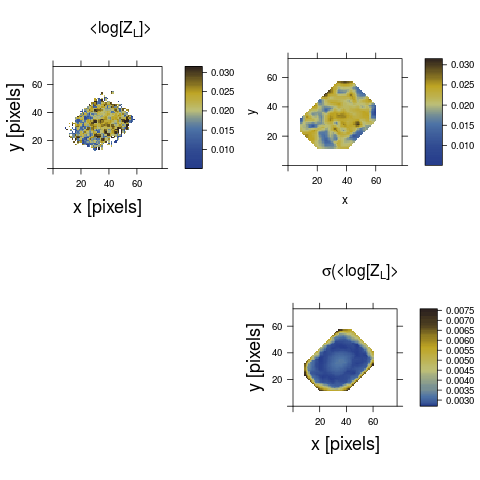 <log[Z_L]>
y [pixels]
60
40
20
20 40 60
x [pixels]
0.030
0.025
0.020
0.015
0.010
y
60
40
20
20 40 60
x
0.030
0.025
0.020
0.015
0.010
σ(<log[Z_L]>
y [pixels]
60
40
20
20 40 60
x [pixels]
0.0075
0.0070
0.0065
0.0060
0.0055
0.0050
0.0045
0.0040
0.0035
0.0030